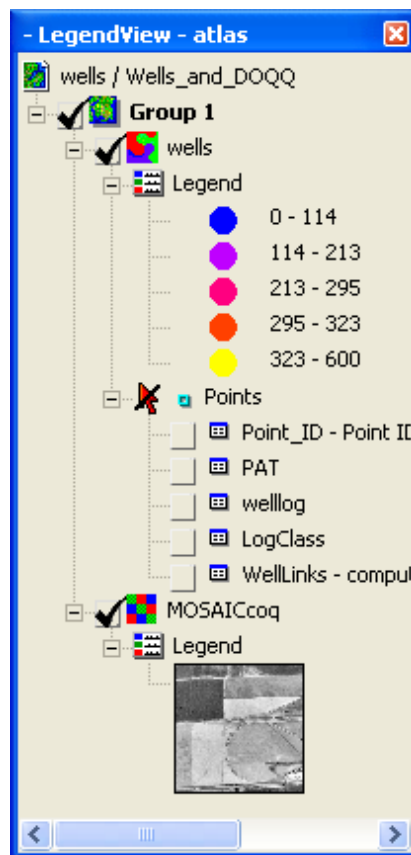 - LegendView - atlas
wells / Wells_and_DOQQ
Group 1
wells
Legend
0 - 114
114 - 213
213 - 295
295 - 323
323 - 600
Points
Point_ID - Point ID
PAT
welllog
LogClass
WellLinks - comput
MOSAICcoq
Legend